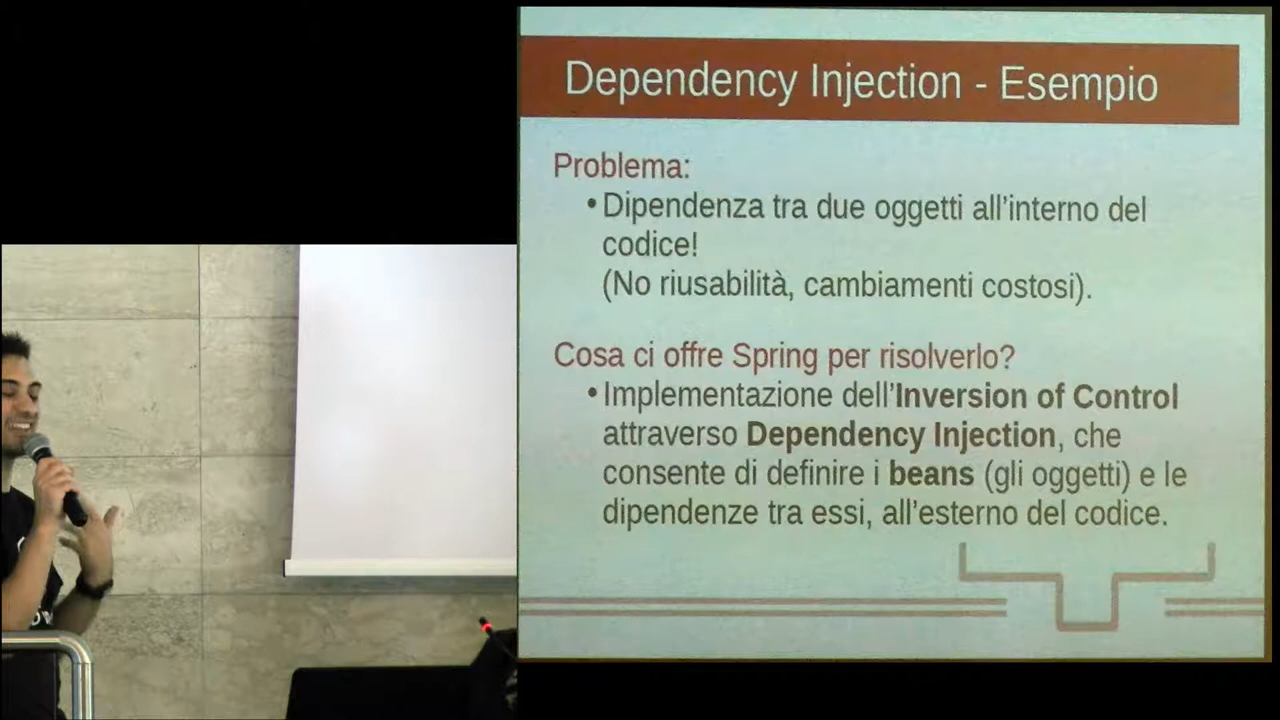 Dependency Injection - Esempio
Problema:
•Dipendenza tra due oggetti all'interno del
codice!
(No riusabilità, cambiamenti costosi).
Cosa ci offre Spring per risolverlo?
•Implementazione dell'Inversion of Control
attraverso Dependency Injection, che
consente di definire i beans (gli oggetti) e le
dipendenze tra essi, all'esterno del codice.